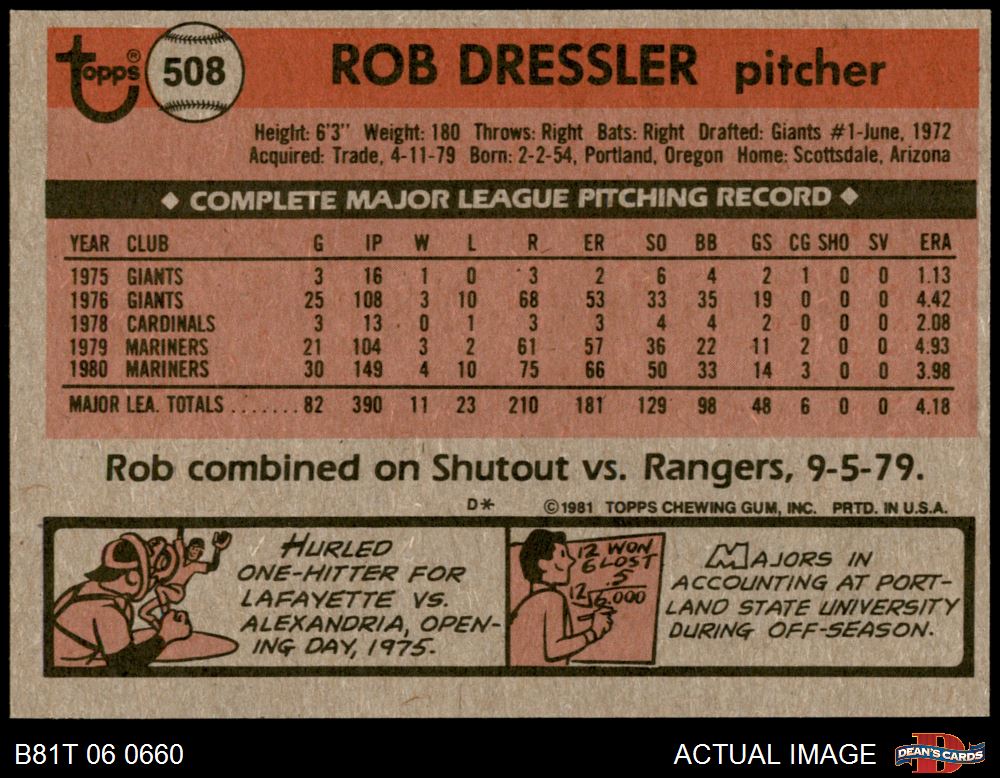 topps® 508 ROB DRESSLER pitcher
Height: 6'3" Weight: 180 Throws: Right Bats: Right Drafted: Giants #1-June, 1972
Acquired: Trade, 4-11-79 Born: 2-2-54, Portland, Oregon Home: Scottsdale, Arizona
◆ COMPLETE MAJOR LEAGUE PITCHING RECORD ◆
YEAR CLUB G IP W L R ER SO BB GS CG SHO SV ERA
1975 GIANTS 3 16 1 0 3 2 6 4 2 1 0 0 1.13
1976 GIANTS 25 108 3 10 68 53 33 35 19 0 0 0 4.42
1978 CARDINALS 3 13 0 1 3 3 4 4 2 0 0 0 2.08
1979 MARINERS 21 104 3 2 61 57 36 22 11 2 0 0 4.93
1980 MARINERS 30 149 4 10 75 66 50 33 14 3 0 0 3.98
MAJOR LEA. TOTALS ....... 82 390 11 23 210 181 129 98 48 6 0 0 4.18
Rob combined on Shutout vs. Rangers, 9-5-79.
D* ©1981 TOPPS CHEWING GUM, INC. PRTD. IN U.S.A.
HURLED
ONE-HITTER FOR
LAFAYETTE VS.
ALEXANDRIA, OPEN-
ING DAY, 1975.
12 WON
6 LOST
.5
12)6.000
MAJORS IN
ACCOUNTING AT PORT-
LAND STATE UNIVERSITY
DURING OFF-SEASON.
B81T 06 0660 ACTUAL IMAGE DEAN'S CARDS